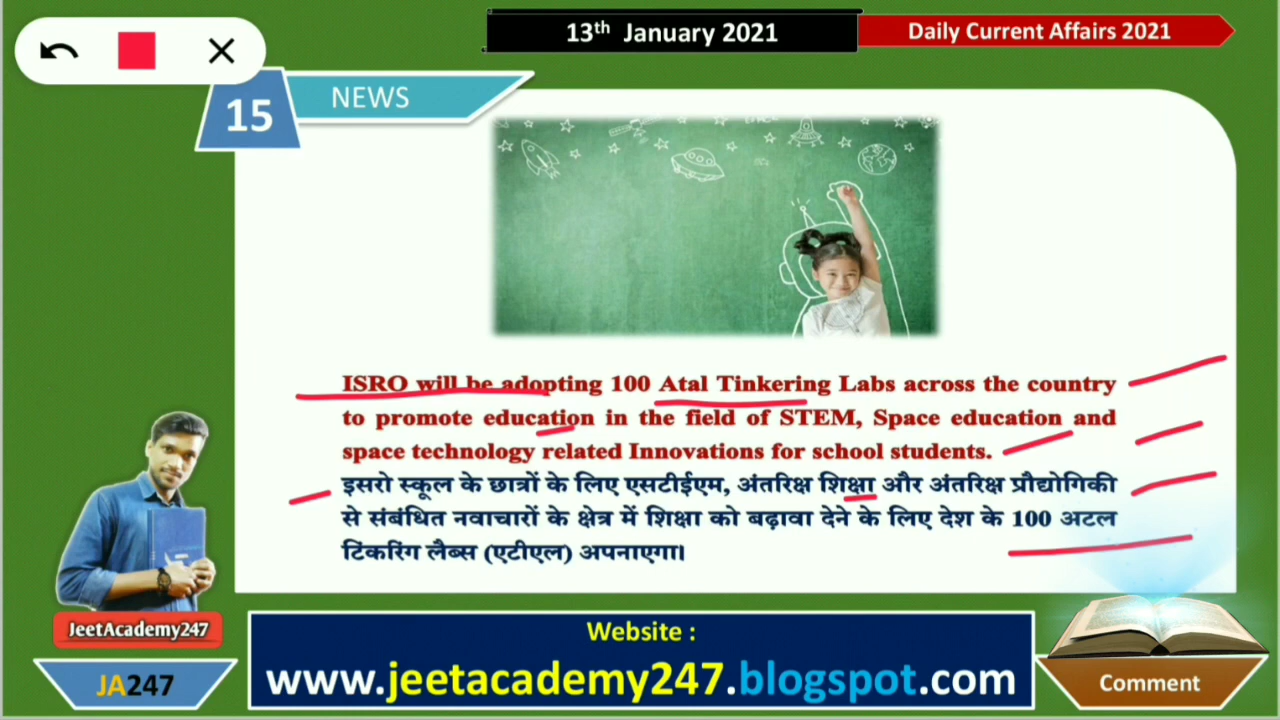 13th January 2021
Daily Current Affairs 2021
15
NEWS
ISRO will be adopting 100 Atal Tinkering Labs across the country
to promote education in the field of STEM, Space education and
space technology related Innovations for school students.
इसरो स्कूल के छात्रों के लिए एसटीईएम, अंतरिक्ष शिक्षा और अंतरिक्ष प्रौद्योगिकी
से संबंधित नवाचारों के क्षेत्र में शिक्षा को बढ़ावा देने के लिए देश के 100 अटल
टिंकरिंग लैब्स (एटीएल) अपनाएगा।
JeetAcademy247
JA247
Website :
www.jeetacademy247.blogspot.com
Comment